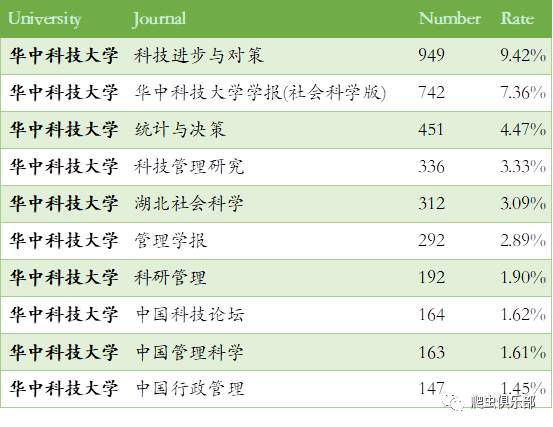 University Journal Number Rate
华中科技大学 科技进步与对策 949 9.42%
华中科技大学 华中科技大学学报(社会科学版) 742 7.36%
华中科技大学 统计与决策 451 4.47%
华中科技大学 科技管理研究 336 3.33%
华中科技大学 湖北社会科学 312 3.09%
华中科技大学 管理学报 292 2.89%
华中科技大学 科研管理 192 1.90%
华中科技大学 中国科技论坛 164 1.62%
华中科技大学 中国管理科学 163 1.61%
华中科技大学 中国行政管理 147 1.45%
爬虫俱乐部